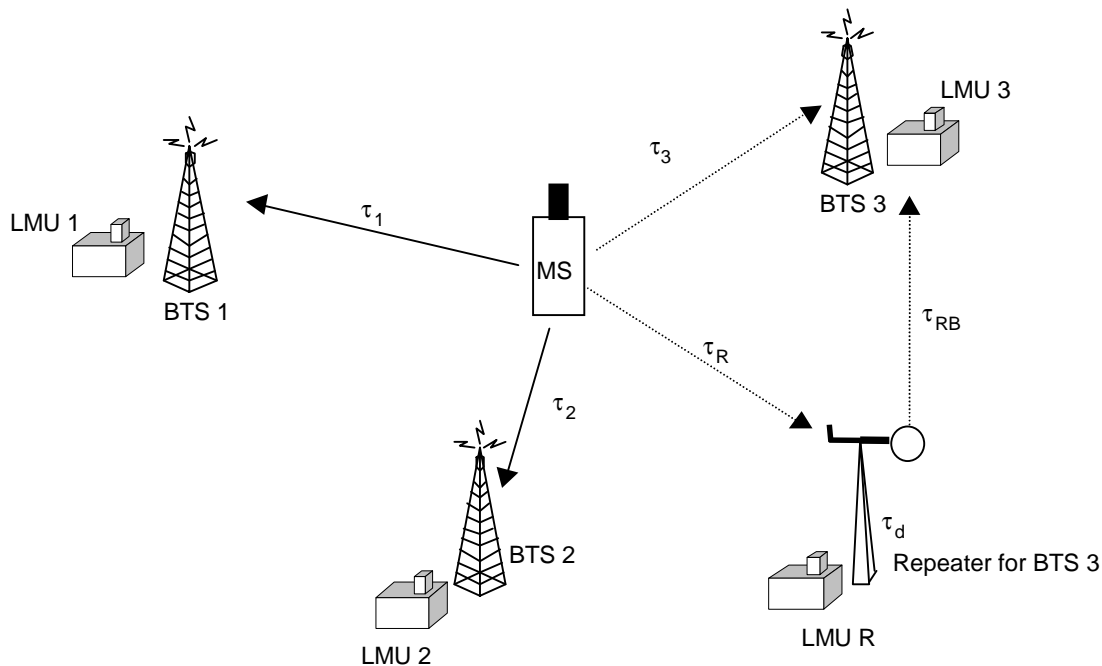 LMU 3
τ3
BTS 3
LMU 1
τ1
MS
BTS 1
τRB
τR
τ2
τd
BTS 2
Repeater for BTS 3
LMU R
LMU 2